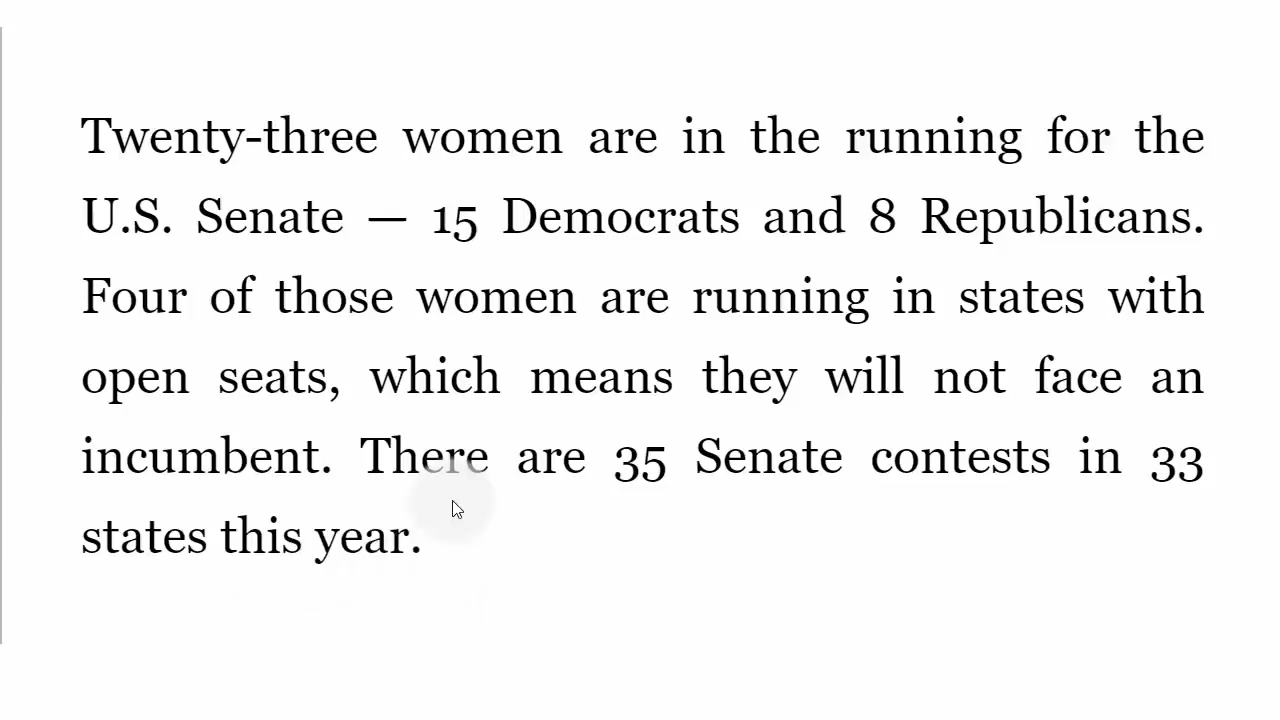 Twenty-three women are in the running for the
U.S. Senate — 15 Democrats and 8 Republicans.
Four of those women are running in states with
open seats, which means they will not face an
incumbent. There are 35 Senate contests in 33
states this year.